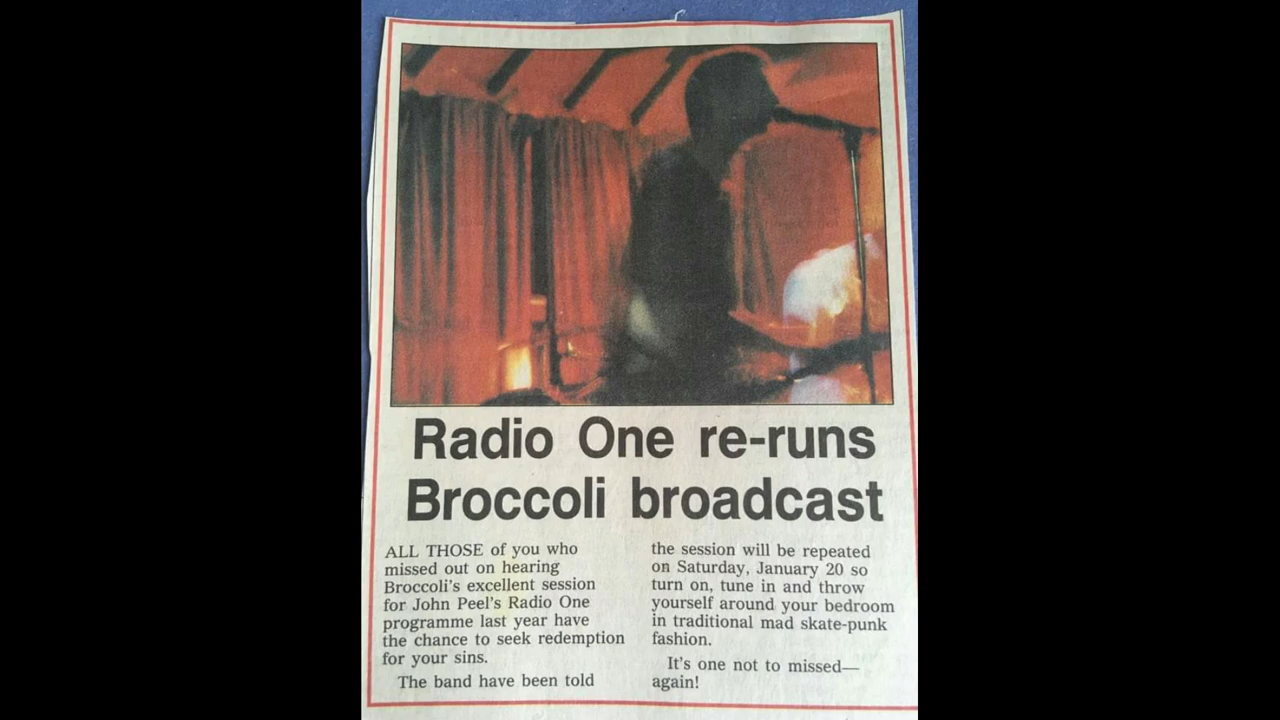 Radio One re-runs
Broccoli broadcast
ALL THOSE of you who
missed out on hearing
Broccoli's excellent session
for John Peel's Radio One
programme last year have
the chance to seek redemption
for your sins.
The band have been told
the session will be repeated
on Saturday, January 20 so
turn on, tune in and throw
yourself around your bedroom
in traditional mad skate-punk
fashion.
It's one not to missed—
again!